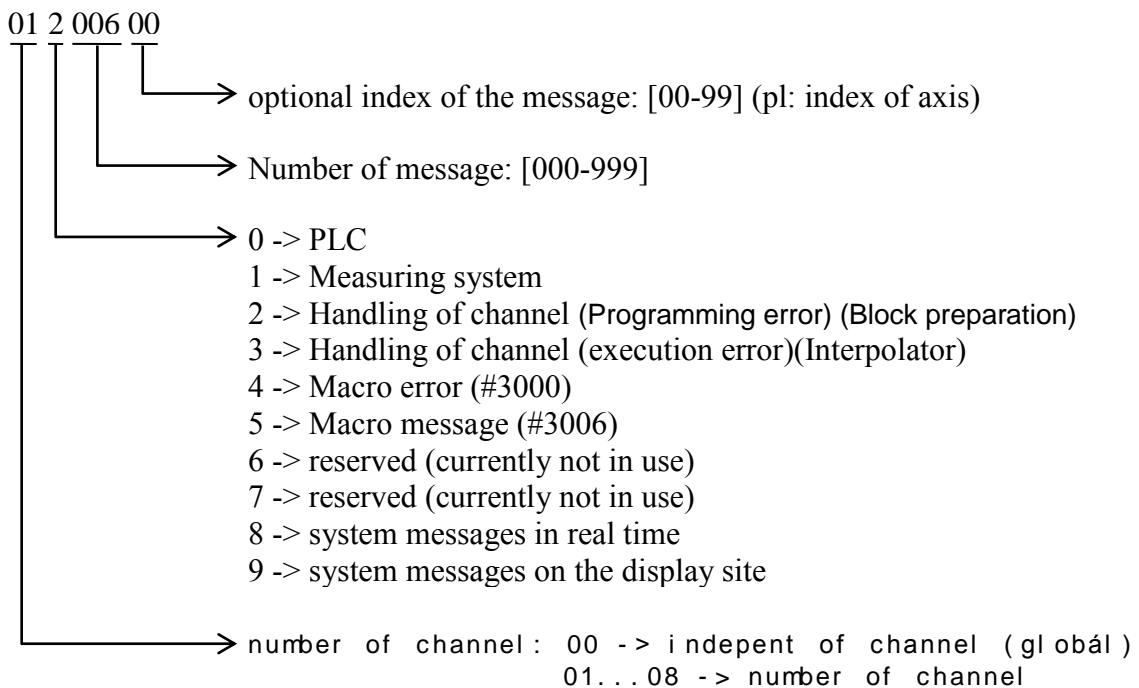 01 2 006 00
optional index of the message: [00-99] (pl: index of axis)
Number of message: [000-999]
0 -> PLC
1 -> Measuring system
2 -> Handling of channel (Programming error) (Block preparation)
3 -> Handling of channel (execution error)(Interpolator)
4 -> Macro error (#3000)
5 -> Macro message (#3006)
6 -> reserved (currently not in use)
7 -> reserved (currently not in use)
8 -> system messages in real time
9 -> system messages on the display site
number of channel: 00 -> indepent of channel (globál)
01...08 -> number of channel